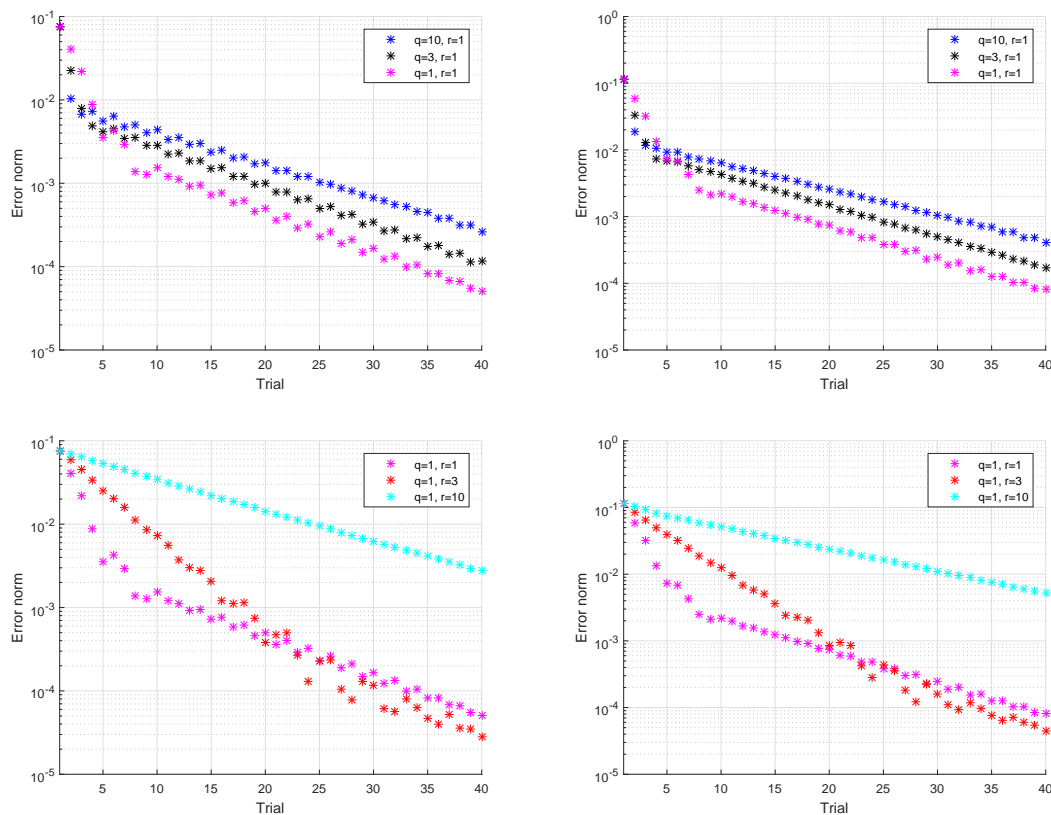 10^-1
10^-2
10^-3
10^-4
10^-5
Error norm
5 10 15 20 25 30 35 40
Trial
q=10, r=1
q=3, r=1
q=1, r=1
10^0
10^-1
10^-2
10^-3
10^-4
10^-5
Error norm
5 10 15 20 25 30 35 40
Trial
q=10, r=1
q=3, r=1
q=1, r=1
10^-1
10^-2
10^-3
10^-4
10^-5
Error norm
5 10 15 20 25 30 35 40
Trial
q=1, r=1
q=1, r=3
q=1, r=10
10^0
10^-1
10^-2
10^-3
10^-4
10^-5
Error norm
5 10 15 20 25 30 35 40
Trial
q=1, r=1
q=1, r=3
q=1, r=10